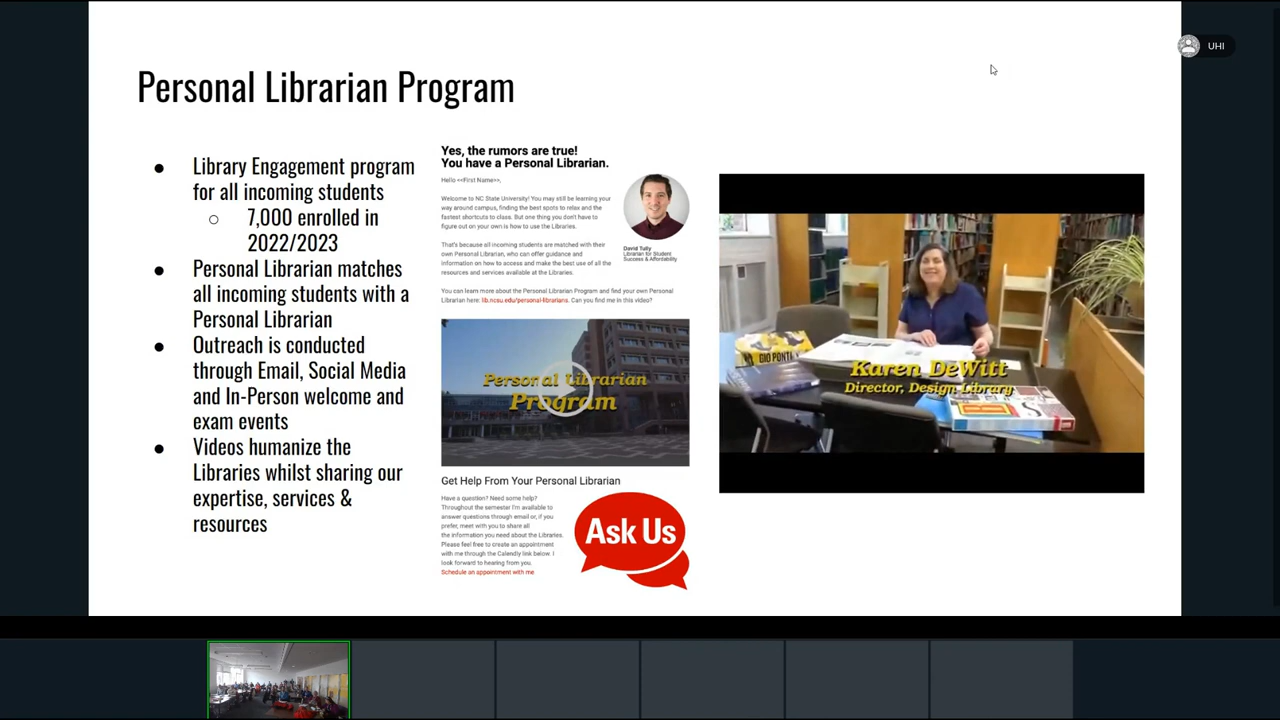 UHI
Personal Librarian Program
● Library Engagement program
for all incoming students
○ 7,000 enrolled in
2022/2023
● Personal Librarian matches
all incoming students with a
Personal Librarian
● Outreach is conducted
through Email, Social Media
and In-Person welcome and
exam events
● Videos humanize the
Libraries whilst sharing our
expertise, services &
resources
Yes, the rumors are true!
You have a Personal Librarian.
Hello <<First Name>>,
Welcome to NC State University! You may still be learning your
way around campus, finding the best spots to relax and the
fastest shortcuts to class. But one thing you don't have to
figure out on your own is how to use the Libraries.
That's because all incoming students are matched with their
own Personal Librarian, who can offer guidance and
information on how to access and make the best use of all the
resources and services available at the Libraries.
David Tully
Librarian for Student
Success & Affordability
You can learn more about the Personal Librarian Program and find your own Personal
Librarian here: lib.ncsu.edu/personal-librarians. Can you find me in this video?
Personal Librarian
Program
Get Help From Your Personal Librarian
Have a question? Need some help?
Throughout the semester I'm available to
answer questions through email or, if you
prefer, meet with you to share all
the information you need about the Libraries.
Please feel free to create an appointment
with me through the Calendly link below. I
look forward to hearing from you.
Schedule an appointment with me
Ask Us
GIO PONTI
Karen DeWitt
Director, Design Library